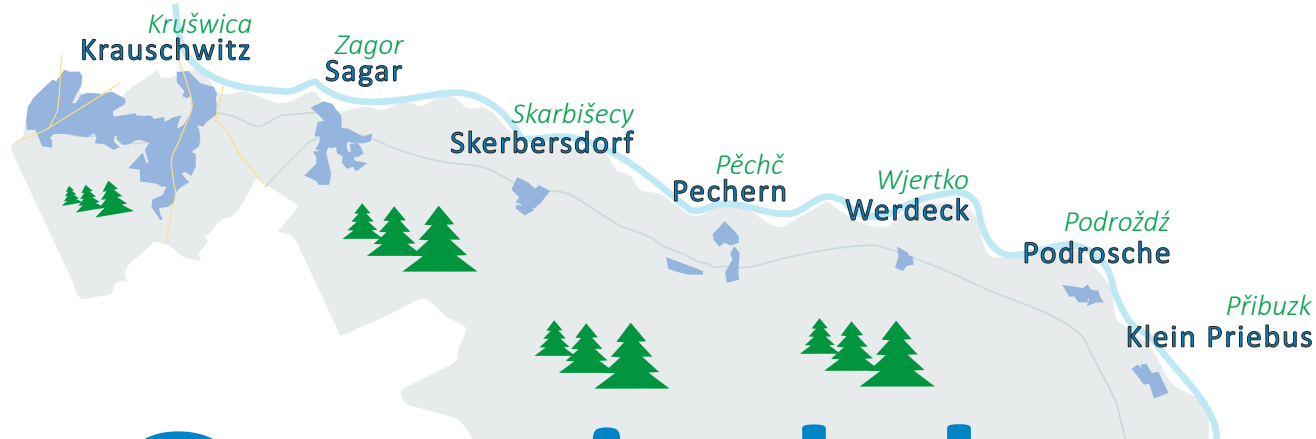 Krušwica
Krauschwitz
Zagor
Sagar
Skarbišecy
Skerbersdorf
Pěchč
Pechern
Wjertko
Werdeck
Podroždź
Podrosche
Přibuzk
Klein Priebus